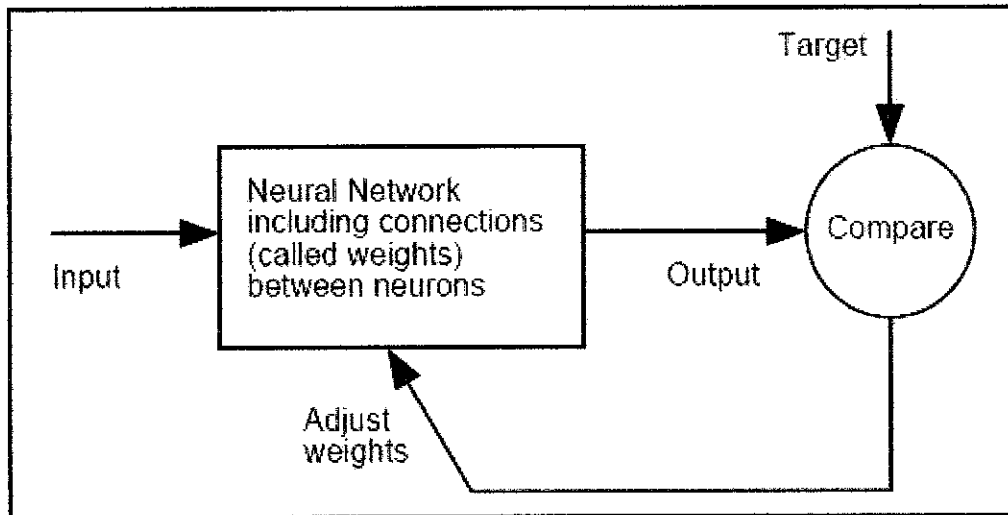 Target
Neural Network
including connections
(called weights)
between neurons
Compare
Input
Output
Adjust
weights